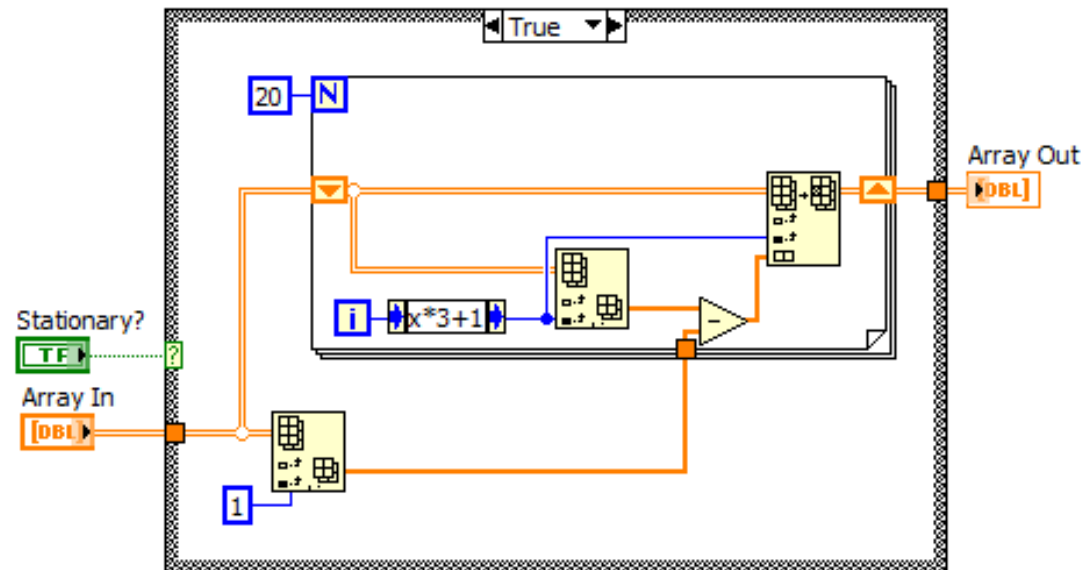 True
20
N
Array Out
[DBL]
i
x*3+1
-
Stationary?
TF
?
Array In
[DBL]
1